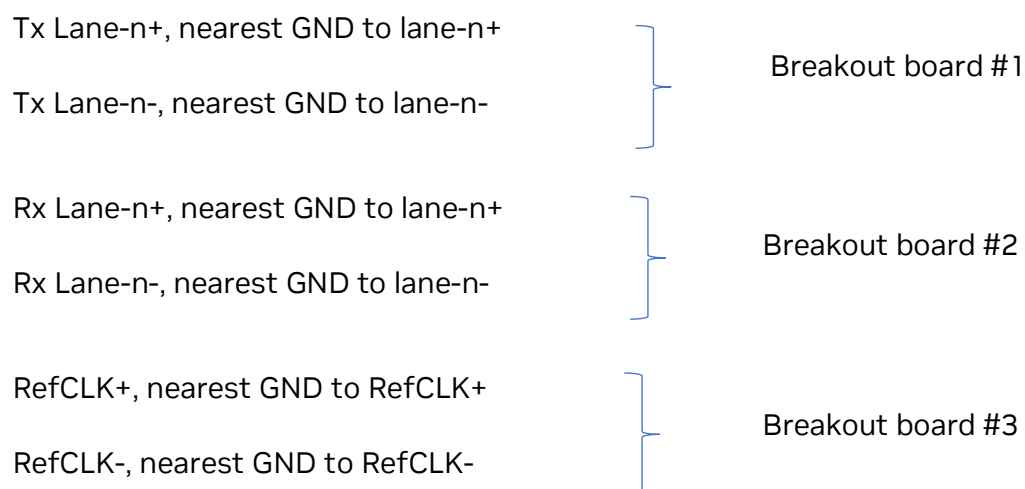 Tx Lane-n+, nearest GND to lane-n+
Tx Lane-n-, nearest GND to lane-n-
Breakout board #1
Rx Lane-n+, nearest GND to lane-n+
Rx Lane-n-, nearest GND to lane-n-
Breakout board #2
RefCLK+, nearest GND to RefCLK+
RefCLK-, nearest GND to RefCLK-
Breakout board #3